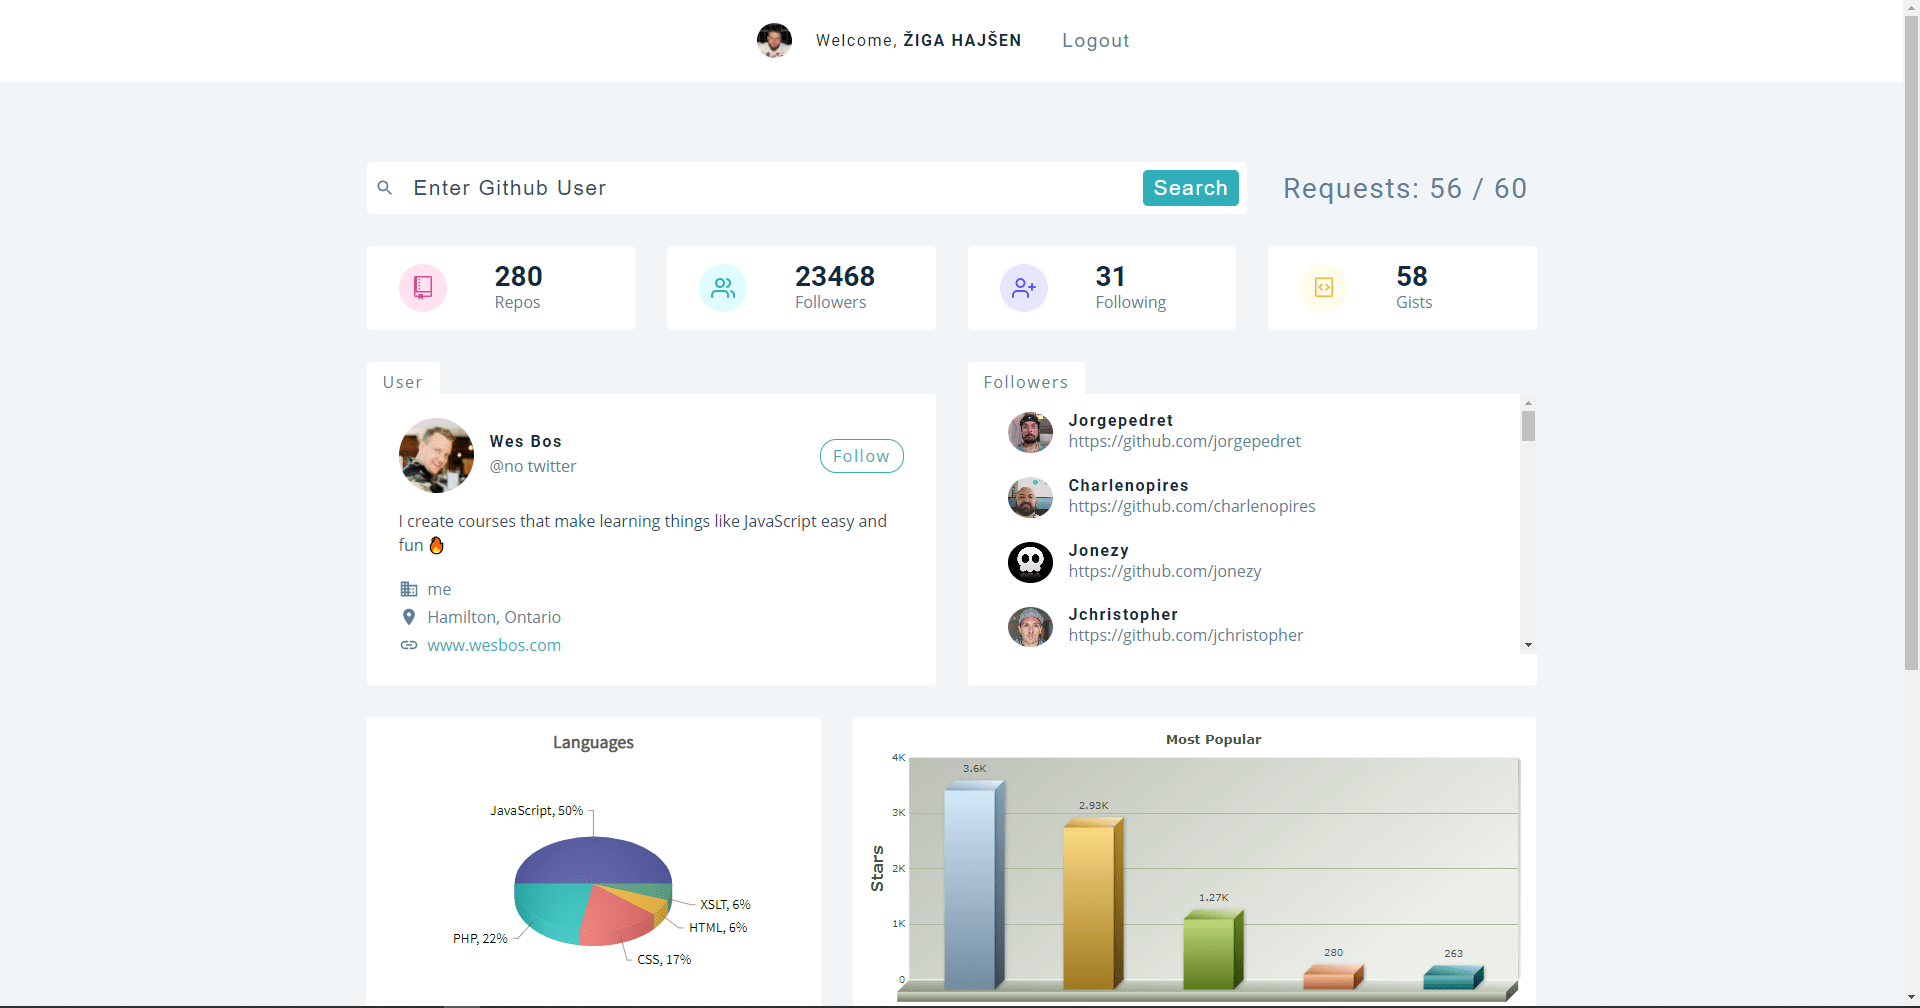 Welcome, ŽIGA HAJŠEN Logout
Enter Github User Search Requests: 56 / 60
280
Repos
23468
Followers
31
Following
58
Gists
User
Wes Bos
@no twitter
Follow
I create courses that make learning things like JavaScript easy and
fun 🔥
me
Hamilton, Ontario
www.wesbos.com
Followers
Jorgepedret
https://github.com/jorgepedret
Charlenopires
https://github.com/charlenopires
Jonezy
https://github.com/jonezy
Jchristopher
https://github.com/jchristopher
Languages
JavaScript, 50%
XSLT, 6%
HTML, 6%
PHP, 22%
CSS, 17%
Most Popular
Stars
4K
3K
2K
1K
0
3.6K
2.93K
1.27K
280
263